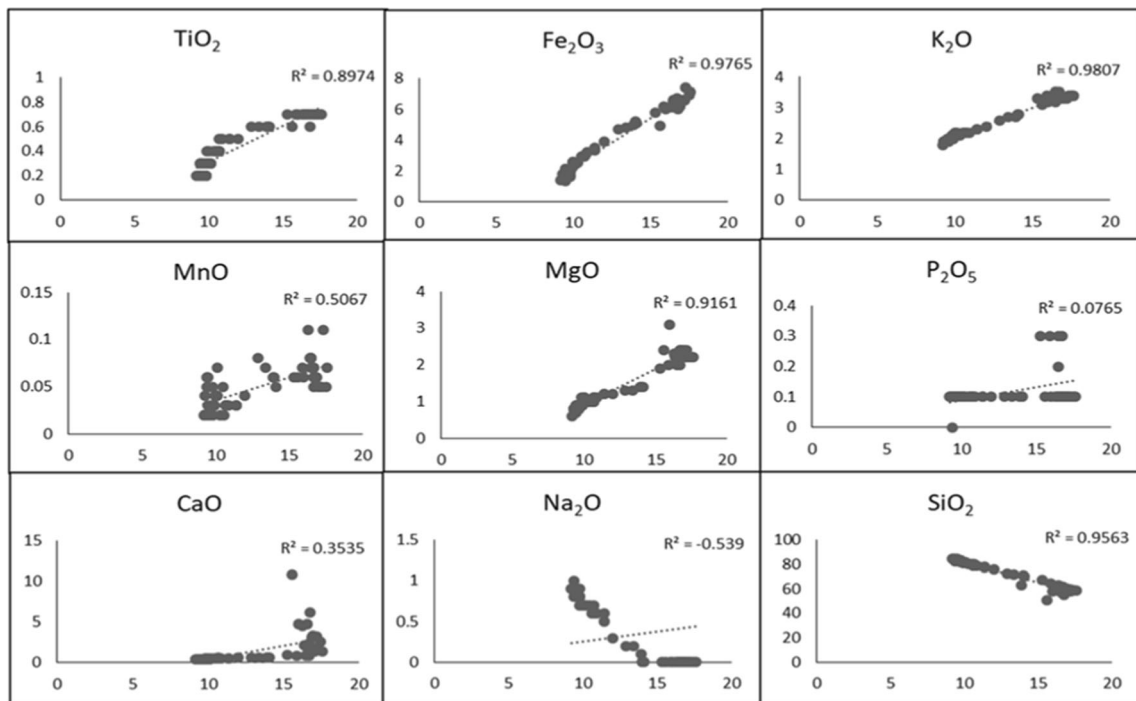 TiO₂
R² = 0.8974
1
0.8
0.6
0.4
0.2
0
0 5 10 15 20
Fe₂O₃
R² = 0.9765
8
6
4
2
0
0 5 10 15 20
K₂O
R² = 0.9807
4
3
2
1
0
0 5 10 15 20
MnO
R² = 0.5067
0.15
0.1
0.05
0
0 5 10 15 20
MgO
R² = 0.9161
4
3
2
1
0
0 5 10 15 20
P₂O₅
R² = 0.0765
0.4
0.3
0.2
0.1
0
0 5 10 15 20
CaO
R² = 0.3535
15
10
5
0
0 5 10 15 20
Na₂O
R² = -0.539
1.5
1
0.5
0
0 5 10 15 20
SiO₂
R² = 0.9563
100
80
60
40
20
0
0 5 10 15 20